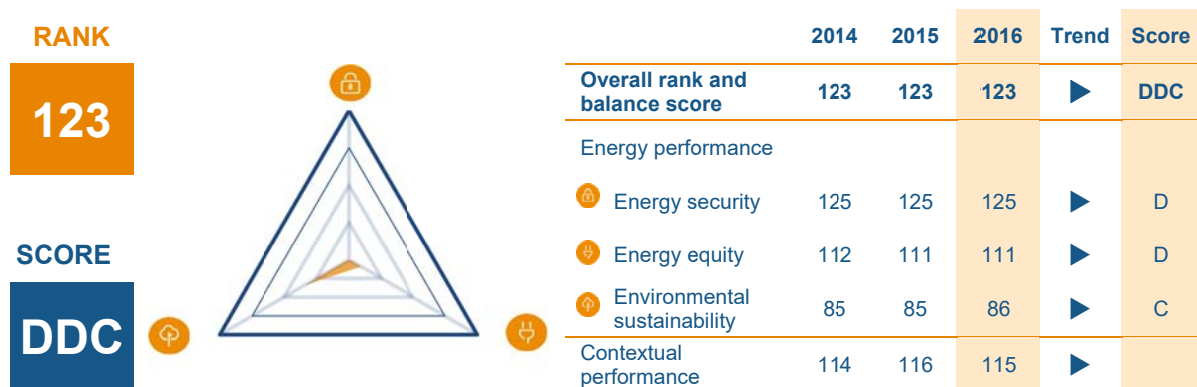 RANK
123
SCORE
DDC
2014 2015 2016 Trend Score
Overall rank and
balance score 123 123 123 DDC
Energy performance
Energy security 125 125 125 D
Energy equity 112 111 111 D
Environmental
sustainability 85 85 86 C
Contextual
performance 114 116 115